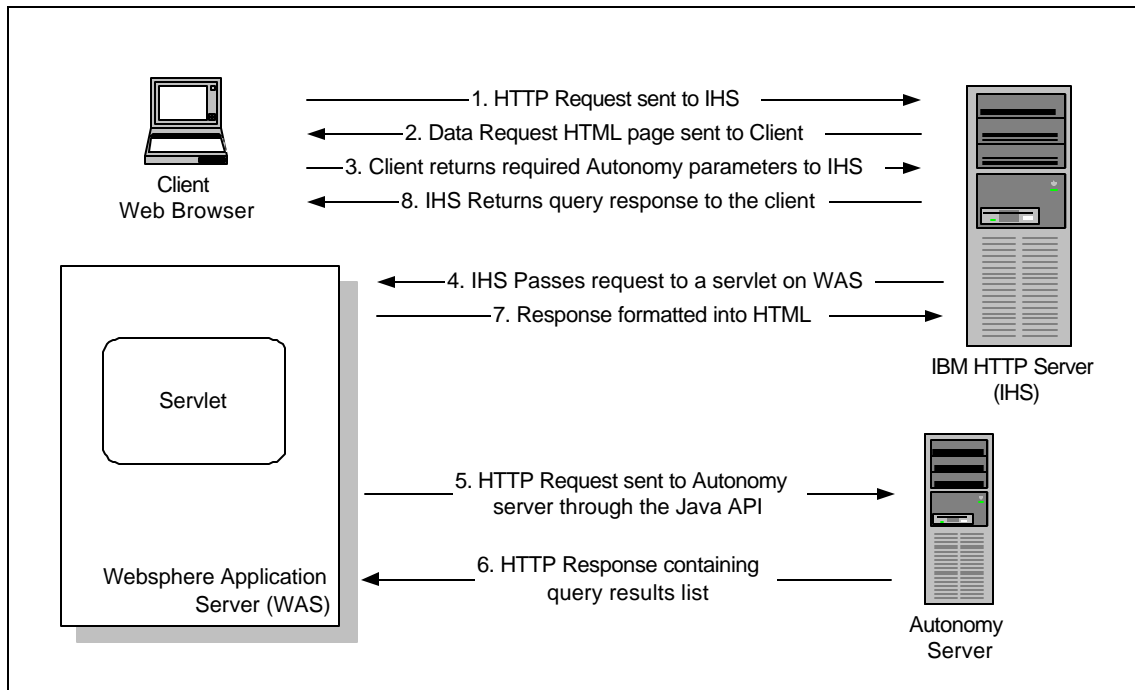 1. HTTP Request sent to IHS
2. Data Request HTML page sent to Client
3. Client returns required Autonomy parameters to IHS
8. IHS Returns query response to the client
Client
Web Browser
4. IHS Passes request to a servlet on WAS
7. Response formatted into HTML
IBM HTTP Server
(IHS)
Servlet
5. HTTP Request sent to Autonomy
server through the Java API
6. HTTP Response containing
query results list
Websphere Application
Server (WAS)
Autonomy
Server